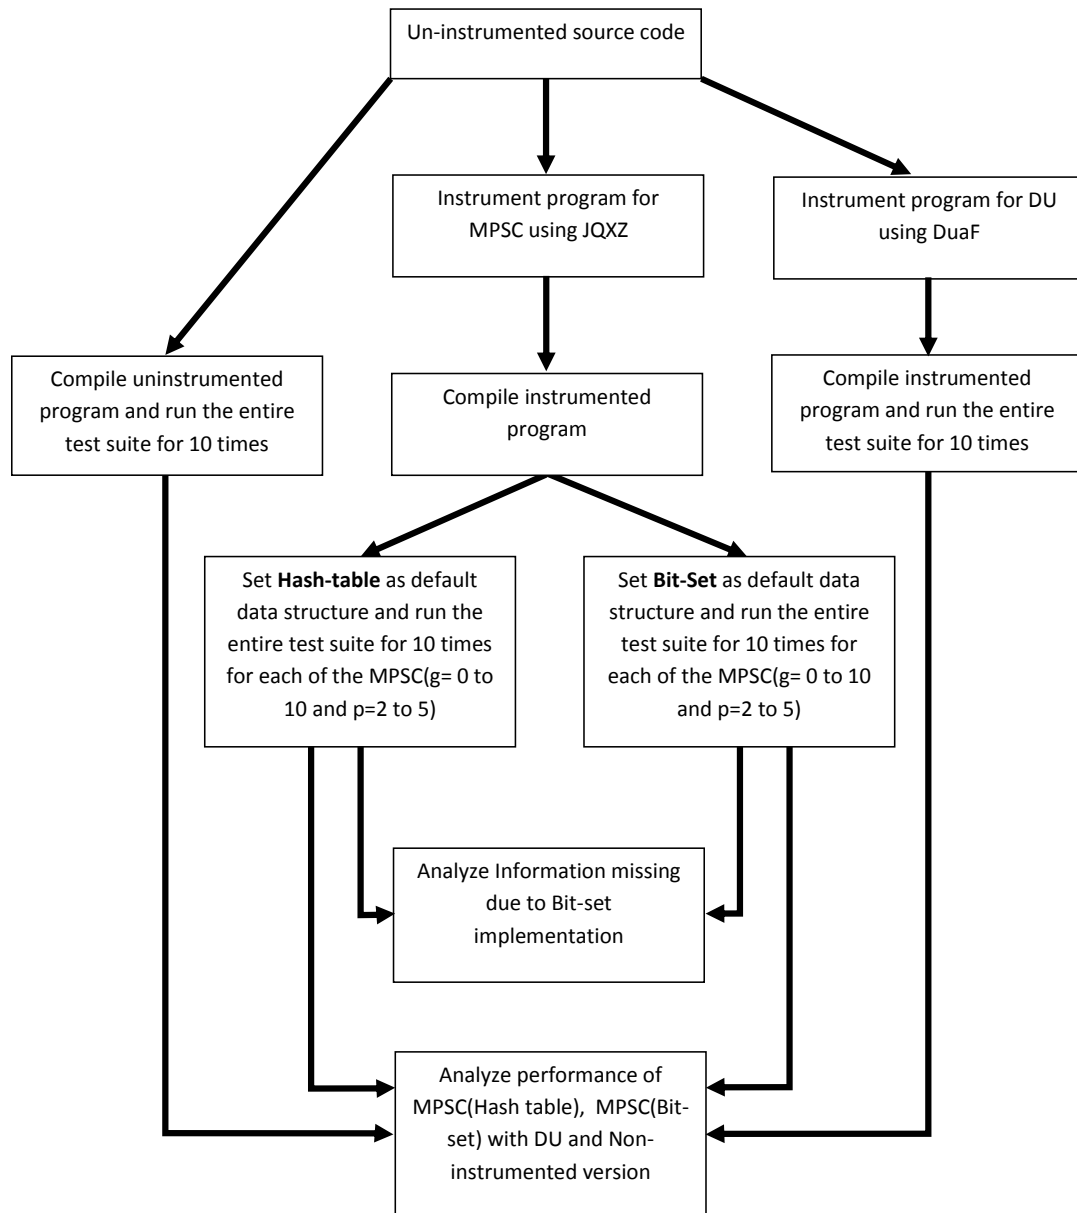 Un-instrumented source code
Instrument program for
MPSC using JQXZ
Instrument program for DU
using DuaF
Compile uninstrumented
program and run the entire
test suite for 10 times
Compile instrumented
program
Compile instrumented
program and run the entire
test suite for 10 times
Set Hash-table as default
data structure and run the
entire test suite for 10 times
for each of the MPSC(g= 0 to
10 and p=2 to 5)
Set Bit-Set as default data
structure and run the entire
test suite for 10 times for
each of the MPSC(g= 0 to 10
and p=2 to 5)
Analyze Information missing
due to Bit-set
implementation
Analyze performance of
MPSC(Hash table), MPSC(Bit-
set) with DU and Non-
instrumented version